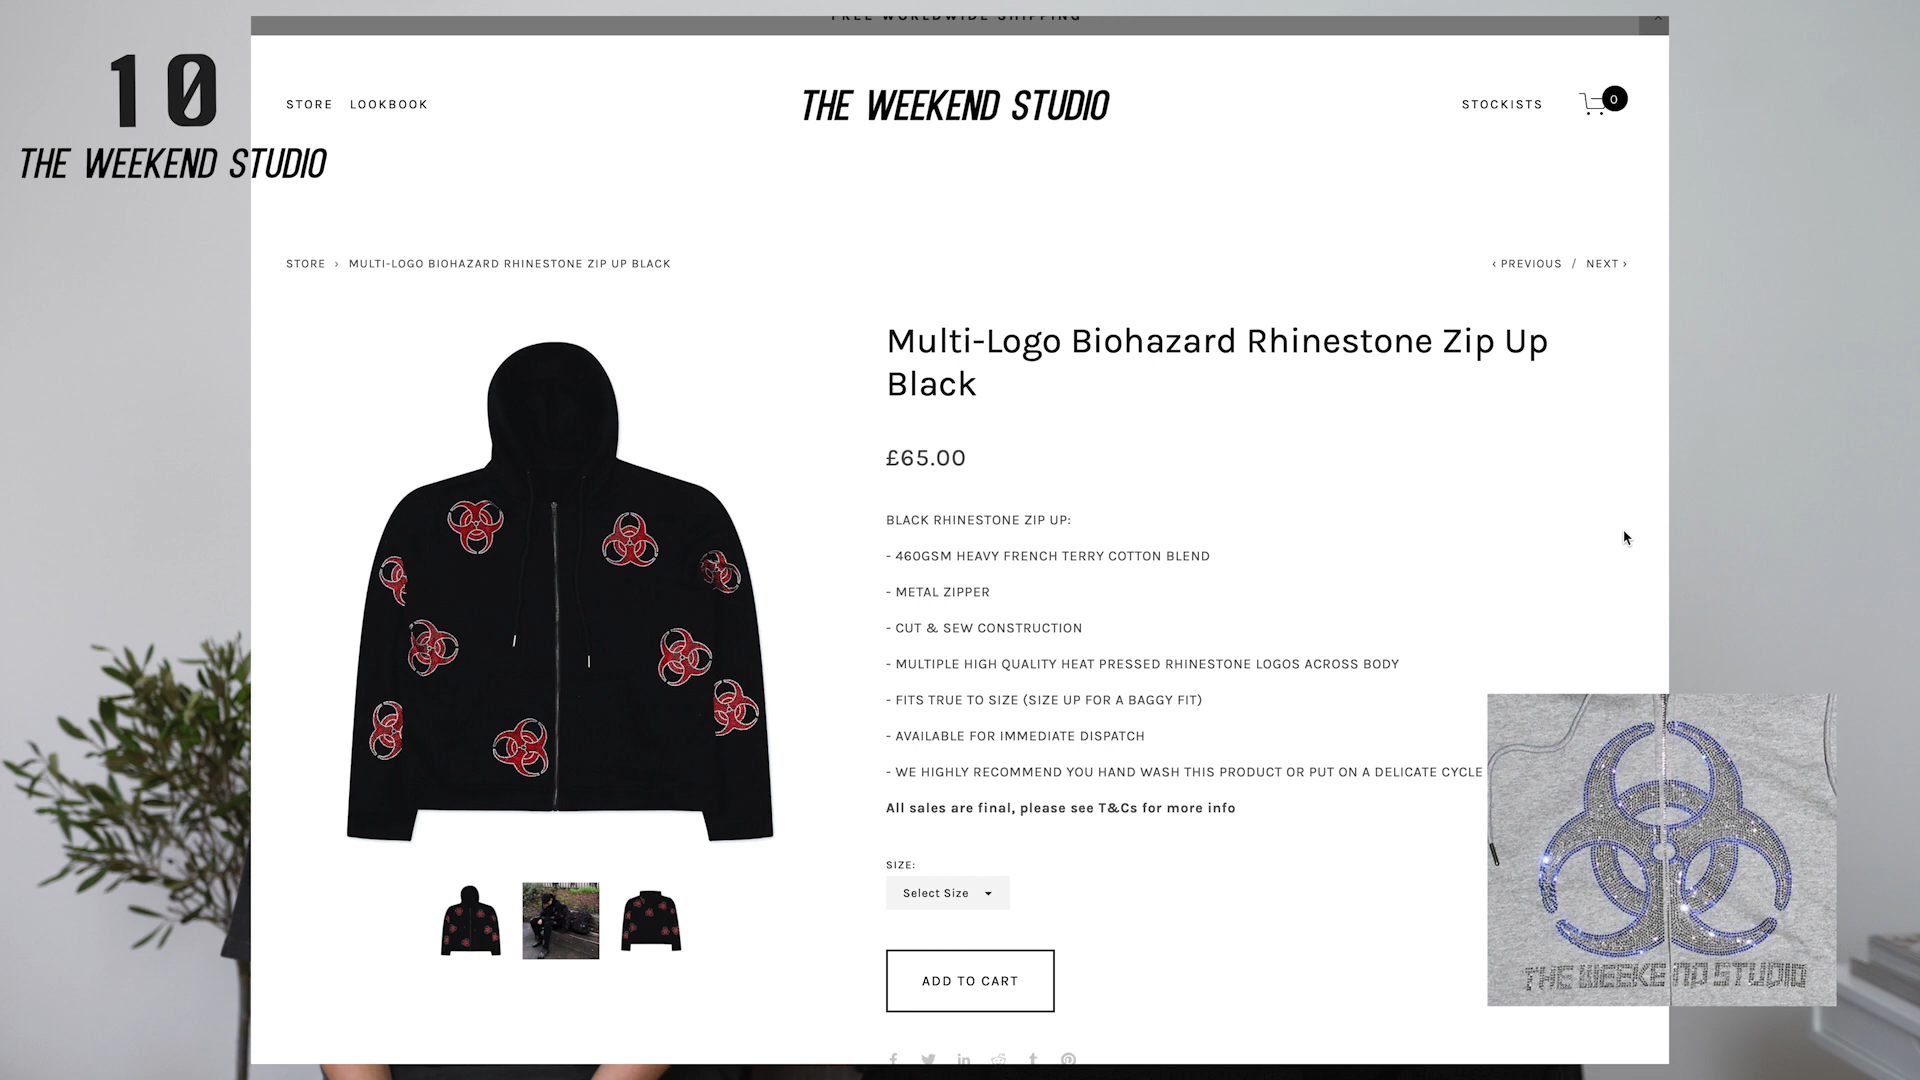 FREE WORLDWIDE SHIPPING
10
THE WEEKEND STUDIO
STORE LOOKBOOK
THE WEEKEND STUDIO
STOCKISTS
0
STORE › MULTI-LOGO BIOHAZARD RHINESTONE ZIP UP BLACK
‹ PREVIOUS / NEXT ›
Multi-Logo Biohazard Rhinestone Zip Up
Black
£65.00
BLACK RHINESTONE ZIP UP:
- 460GSM HEAVY FRENCH TERRY COTTON BLEND
- METAL ZIPPER
- CUT & SEW CONSTRUCTION
- MULTIPLE HIGH QUALITY HEAT PRESSED RHINESTONE LOGOS ACROSS BODY
- FITS TRUE TO SIZE (SIZE UP FOR A BAGGY FIT)
- AVAILABLE FOR IMMEDIATE DISPATCH
- WE HIGHLY RECOMMEND YOU HAND WASH THIS PRODUCT OR PUT ON A DELICATE CYCLE
All sales are final, please see T&Cs for more info
SIZE:
Select Size
ADD TO CART
THE WEEKEND STUDIO